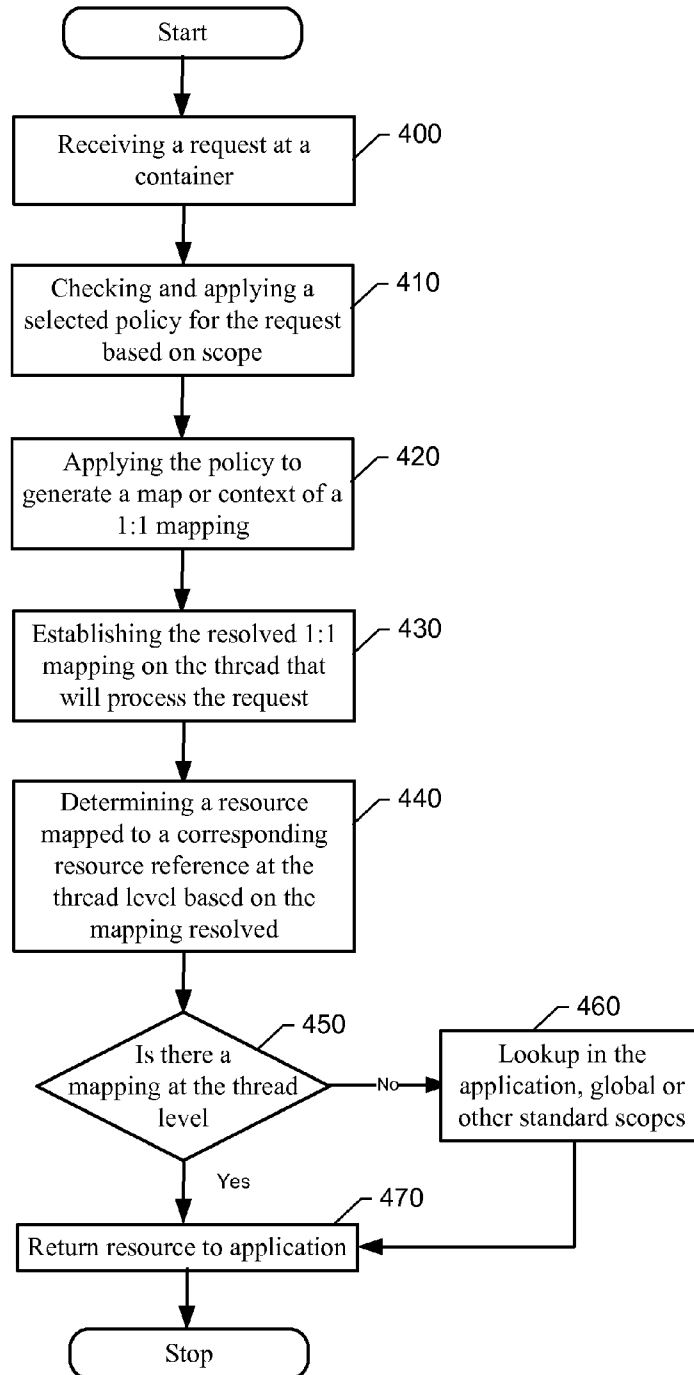 Start
Receiving a request at a
container
400
Checking and applying a
selected policy for the request
based on scope
410
Applying the policy to
generate a map or context of a
1:1 mapping
420
Establishing the resolved 1:1
mapping on the thread that
will process the request
430
Determining a resource
mapped to a corresponding
resource reference at the
thread level based on the
mapping resolved
440
Is there a
mapping at the thread
level
450
No
460
Lookup in the
application, global or
other standard scopes
Yes
470
Return resource to application
Stop